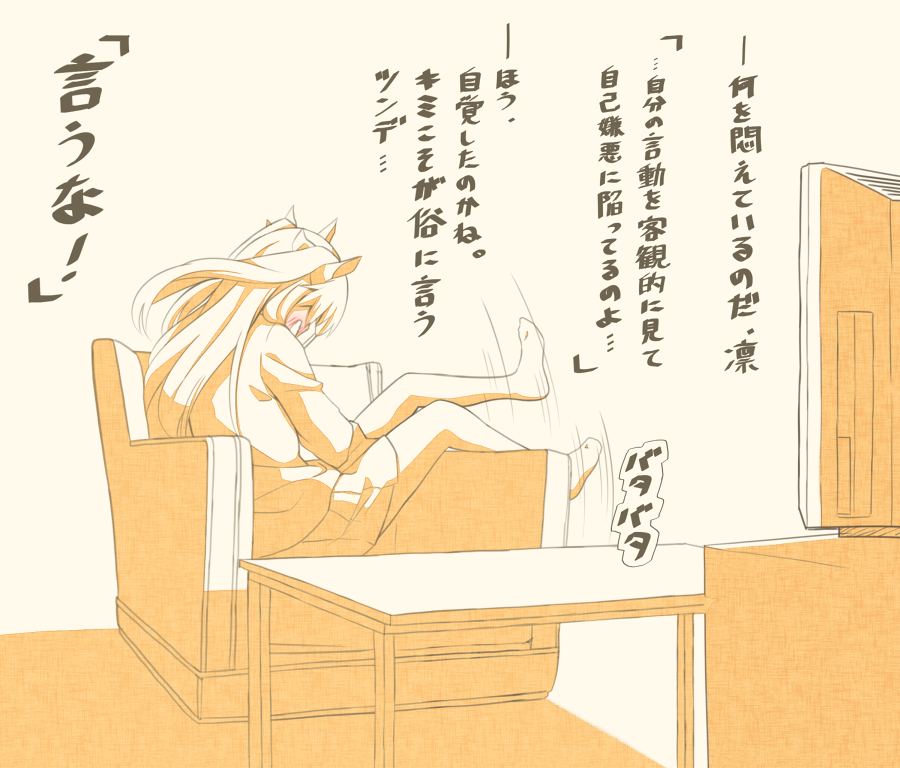 ―何を悶えているのだ、凛
「…自分の言動を客観的に見て
自己嫌悪に陥ってるのよ…」
―ほう、
自覚したのかね。
キミこそが俗に言う
ツンデ…
「言うな！」
バタバタ